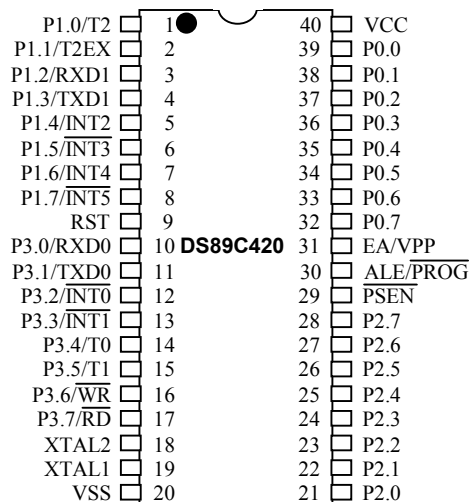 P1.0/T2 1 40 VCC
P1.1/T2EX 2 39 P0.0
P1.2/RXD1 3 38 P0.1
P1.3/TXD1 4 37 P0.2
P1.4/INT2 5 36 P0.3
P1.5/INT3 6 35 P0.4
P1.6/INT4 7 34 P0.5
P1.7/INT5 8 33 P0.6
RST 9 32 P0.7
P3.0/RXD0 10 DS89C420 31 EA/VPP
P3.1/TXD0 11 30 ALE/PROG
P3.2/INT0 12 29 PSEN
P3.3/INT1 13 28 P2.7
P3.4/T0 14 27 P2.6
P3.5/T1 15 26 P2.5
P3.6/WR 16 25 P2.4
P3.7/RD 17 24 P2.3
XTAL2 18 23 P2.2
XTAL1 19 22 P2.1
VSS 20 21 P2.0